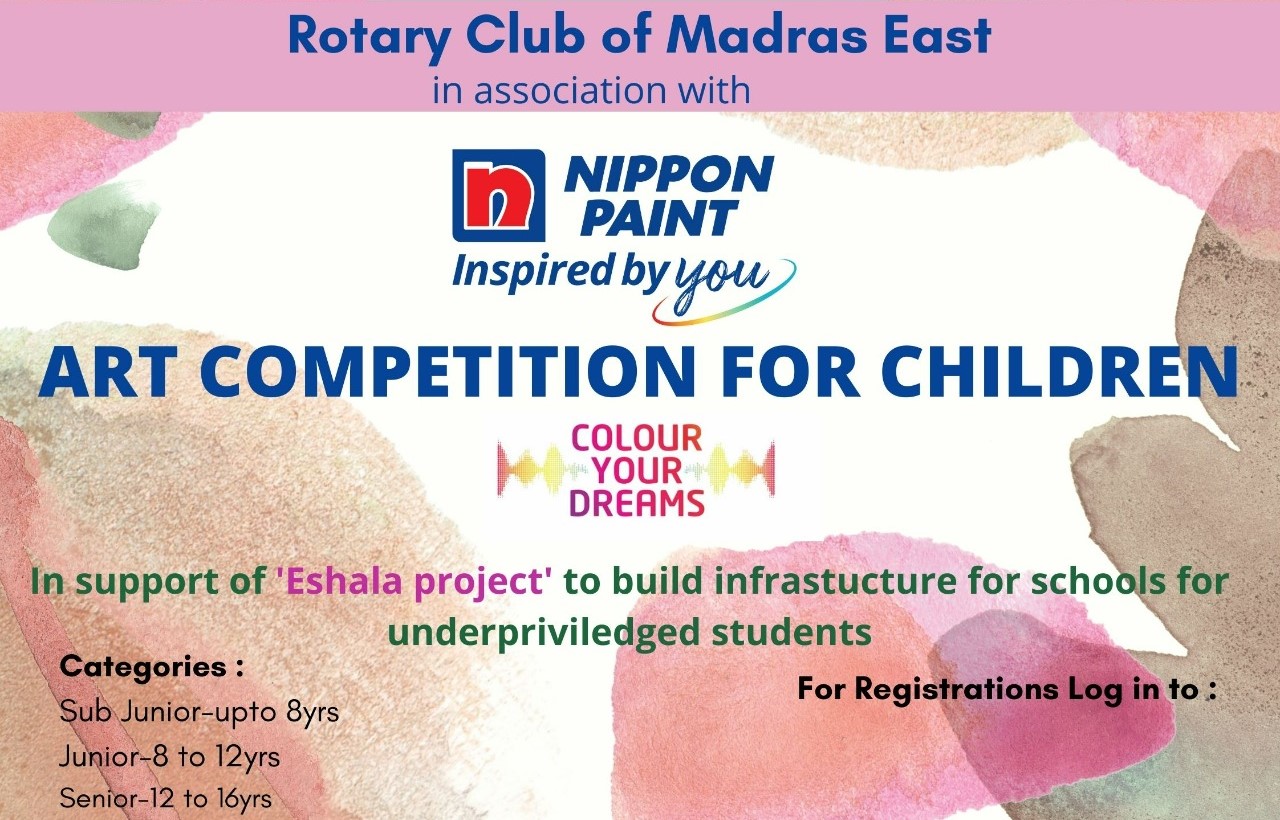 Rotary Club of Madras East
in association with
n NIPPON
PAINT
Inspired by you
ART COMPETITION FOR CHILDREN
COLOUR
YOUR
DREAMS
In support of 'Eshala project' to build infrastucture for schools for
underpriviledged students
Categories :
Sub Junior-upto 8yrs
Junior-8 to 12yrs
Senior-12 to 16yrs
For Registrations Log in to :